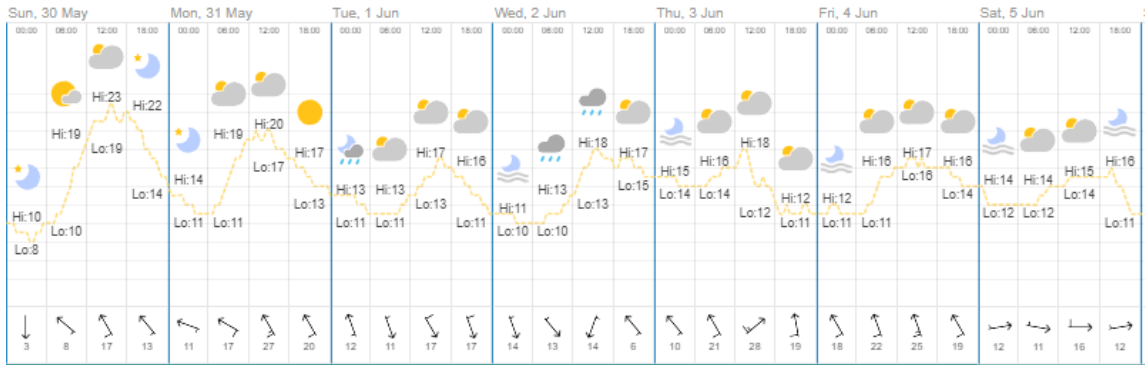 Sun, 30 May Mon, 31 May Tue, 1 Jun Wed, 2 Jun Thu, 3 Jun Fri, 4 Jun Sat, 5 Jun
00:00 06:00 12:00 18:00 00:00 06:00 12:00 18:00 00:00 06:00 12:00 18:00 00:00 06:00 12:00 18:00 00:00 06:00 12:00 18:00 00:00 06:00 12:00 18:00 00:00 06:00 12:00 18:00
Hi:10 Hi:19 Hi:23 Hi:22 Hi:14 Hi:19 Hi:20 Hi:17 Hi:13 Hi:13 Hi:17 Hi:16 Hi:11 Hi:13 Hi:18 Hi:17 Hi:15 Hi:16 Hi:18 Hi:12 Hi:12 Hi:16 Hi:17 Hi:16 Hi:14 Hi:14 Hi:15 Hi:16
Lo:8 Lo:10 Lo:19 Lo:14 Lo:11 Lo:11 Lo:17 Lo:13 Lo:11 Lo:11 Lo:13 Lo:11 Lo:10 Lo:10 Lo:13 Lo:15 Lo:14 Lo:14 Lo:12 Lo:11 Lo:11 Lo:11 Lo:16 Lo:14 Lo:12 Lo:12 Lo:14 Lo:11
3 8 17 13 11 17 27 20 12 11 17 17 14 13 14 6 10 21 28 19 18 22 25 19 12 11 16 12